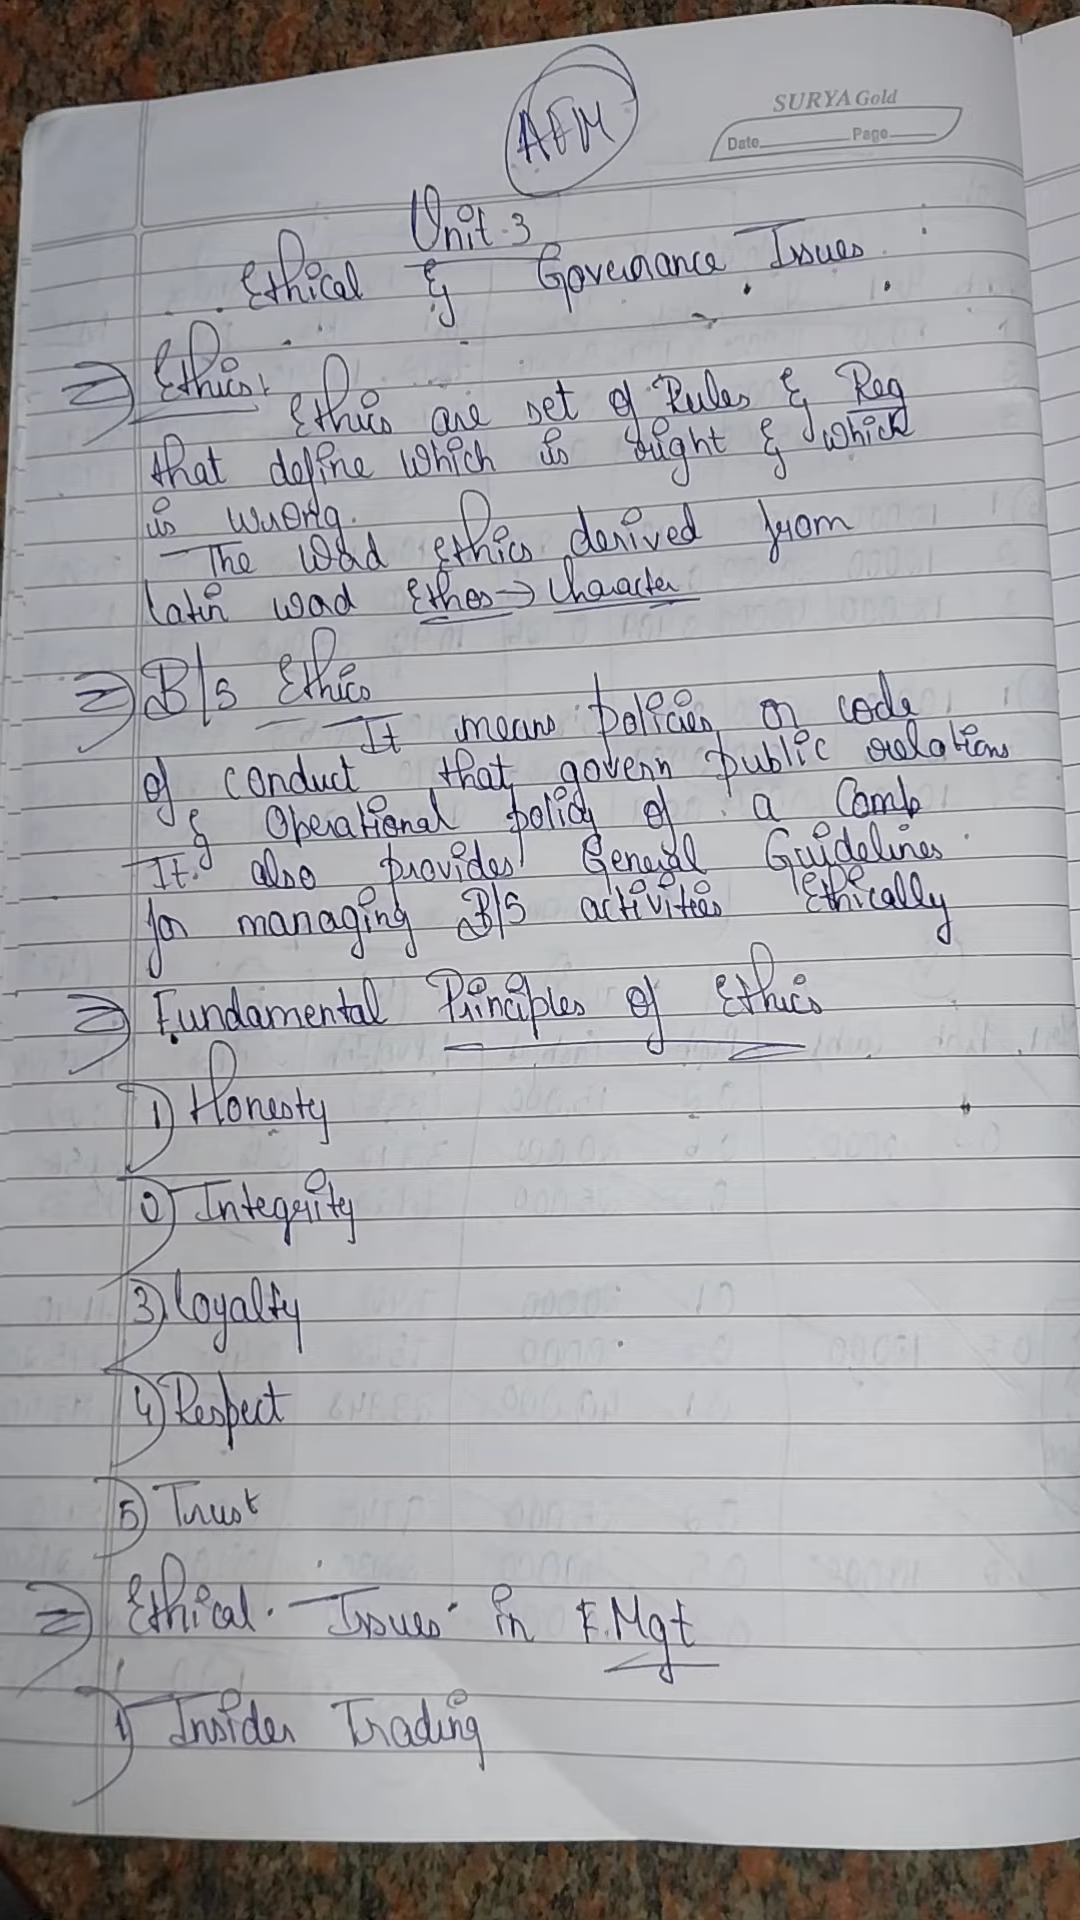 AFM
SURYA Gold
Date Page
Unit-3
Ethical & Governance Issues
Ethics:
Ethics are set of Rules & Reg
that define which is right & which
is wrong.
The word ethics derived from
latin word Ethos → Character
B/s Ethics
It means policies or code
of conduct that govern public relations
& Operational policy of a Comp
It also provides General Guidelines
for managing B/S activities Ethically
Fundamental Principles of Ethics
1) Honesty
2) Integrity
3) Loyalty
4) Respect
5) Trust
Ethical Issues in F.Mgt
1) Insider Trading